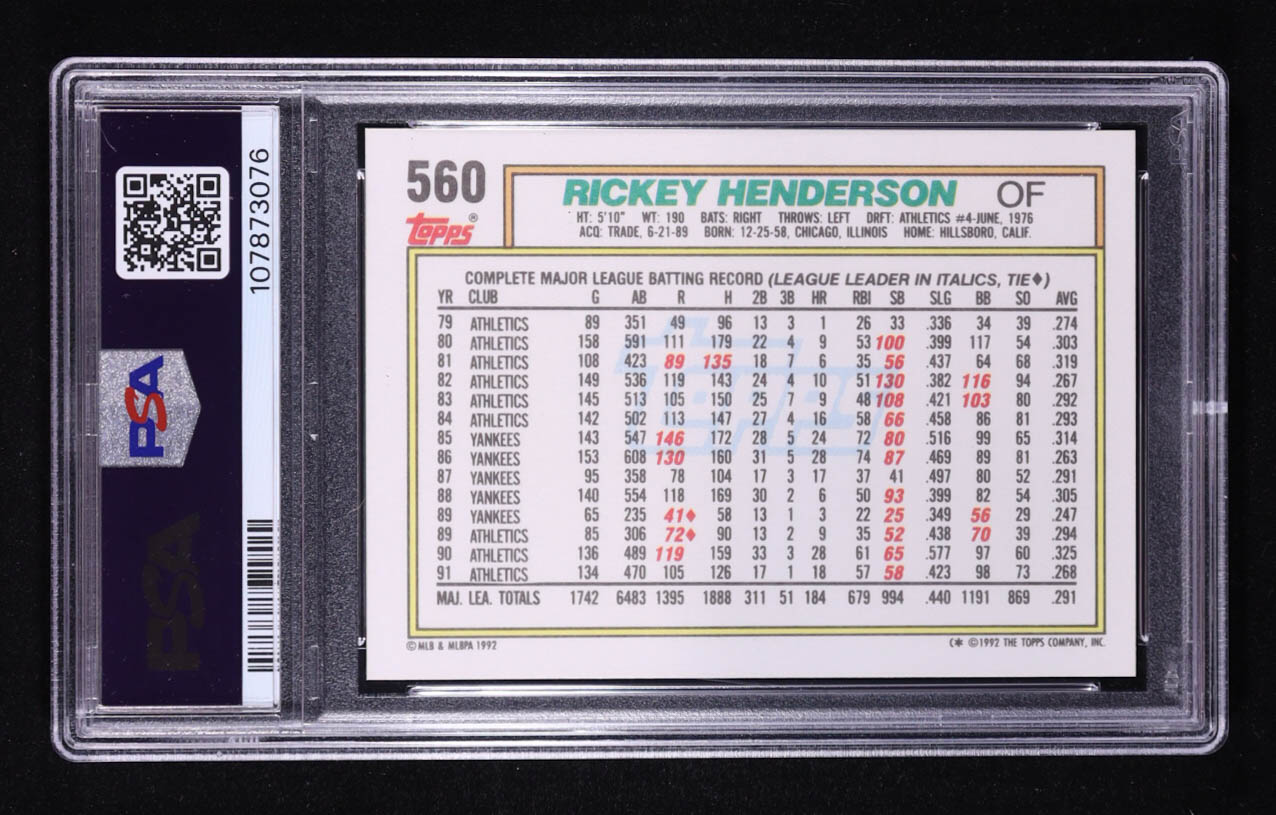 107873076
PSA
PSA
560
Topps®
RICKEY HENDERSON OF
HT: 5'10" WT: 190 BATS: RIGHT THROWS: LEFT DRFT: ATHLETICS #4-JUNE, 1976
ACQ: TRADE, 6-21-89 BORN: 12-25-58, CHICAGO, ILLINOIS HOME: HILLSBORO, CALIF.
COMPLETE MAJOR LEAGUE BATTING RECORD (LEAGUE LEADER IN ITALICS, TIE♦)
YR CLUB G AB R H 2B 3B HR RBI SB SLG BB SO AVG
79 ATHLETICS 89 351 49 96 13 3 1 26 33 .336 34 39 .274
80 ATHLETICS 158 591 111 179 22 4 9 53 100 .399 117 54 .303
81 ATHLETICS 108 423 89 135 18 7 6 35 56 .437 64 68 .319
82 ATHLETICS 149 536 119 143 24 4 10 51 130 .382 116 94 .267
83 ATHLETICS 145 513 105 150 25 7 9 48 108 .421 103 80 .292
84 ATHLETICS 142 502 113 147 27 4 16 58 66 .458 86 81 .293
85 YANKEES 143 547 146 172 28 5 24 72 80 .516 99 65 .314
86 YANKEES 153 608 130 160 31 5 28 74 87 .469 89 81 .263
87 YANKEES 95 358 78 104 17 3 17 37 41 .497 80 52 .291
88 YANKEES 140 554 118 169 30 2 6 50 93 .399 82 54 .305
89 YANKEES 65 235 41♦ 58 13 1 3 22 25 .349 56 29 .247
89 ATHLETICS 85 306 72♦ 90 13 2 9 35 52 .438 70 39 .294
90 ATHLETICS 136 489 119 159 33 3 28 61 65 .577 97 60 .325
91 ATHLETICS 134 470 105 126 17 1 18 57 58 .423 98 73 .268
MAJ. LEA. TOTALS 1742 6483 1395 1888 311 51 184 679 994 .440 1191 869 .291
Topps
© MLB & MLBPA 1992
(✱ ©1992 THE TOPPS COMPANY, INC.